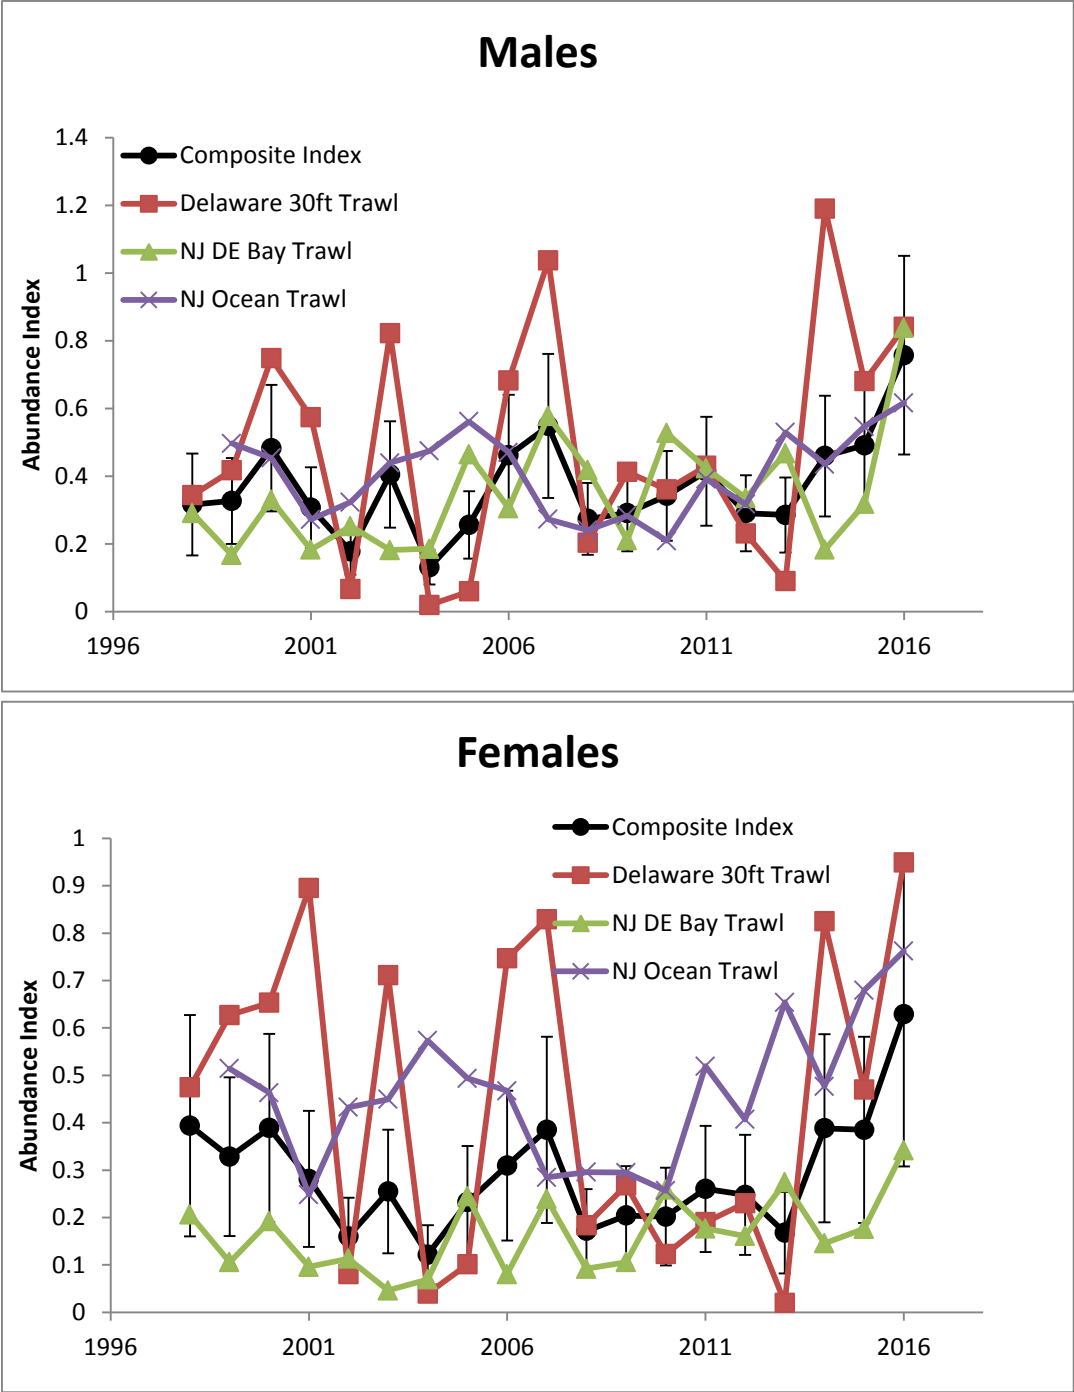 Males
1.4
1.2
1
0.8
0.6
0.4
0.2
0
Abundance Index
Composite Index
Delaware 30ft Trawl
NJ DE Bay Trawl
NJ Ocean Trawl
1996 2001 2006 2011 2016
Females
1
0.9
0.8
0.7
0.6
0.5
0.4
0.3
0.2
0.1
0
Abundance Index
Composite Index
Delaware 30ft Trawl
NJ DE Bay Trawl
NJ Ocean Trawl
1996 2001 2006 2011 2016